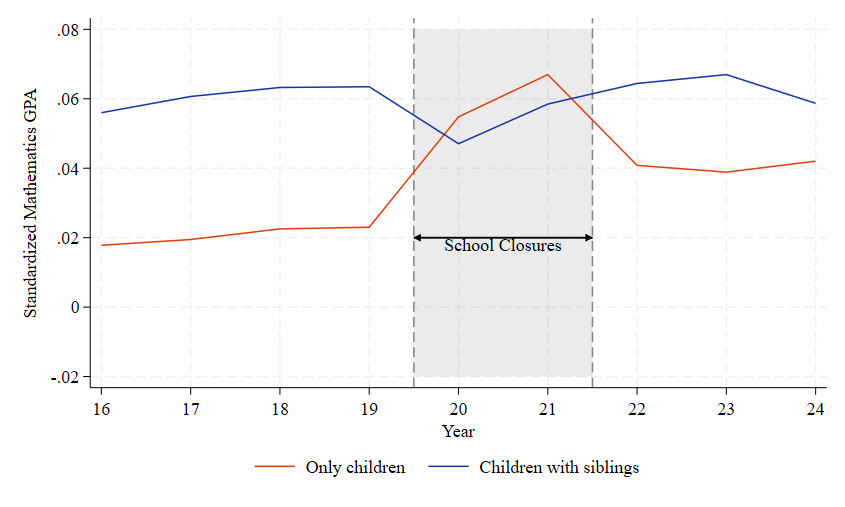 Standardized Mathematics GPA
.08
.06
.04
.02
0
-.02
School Closures
16 17 18 19 20 21 22 23 24
Year
Only children Children with siblings